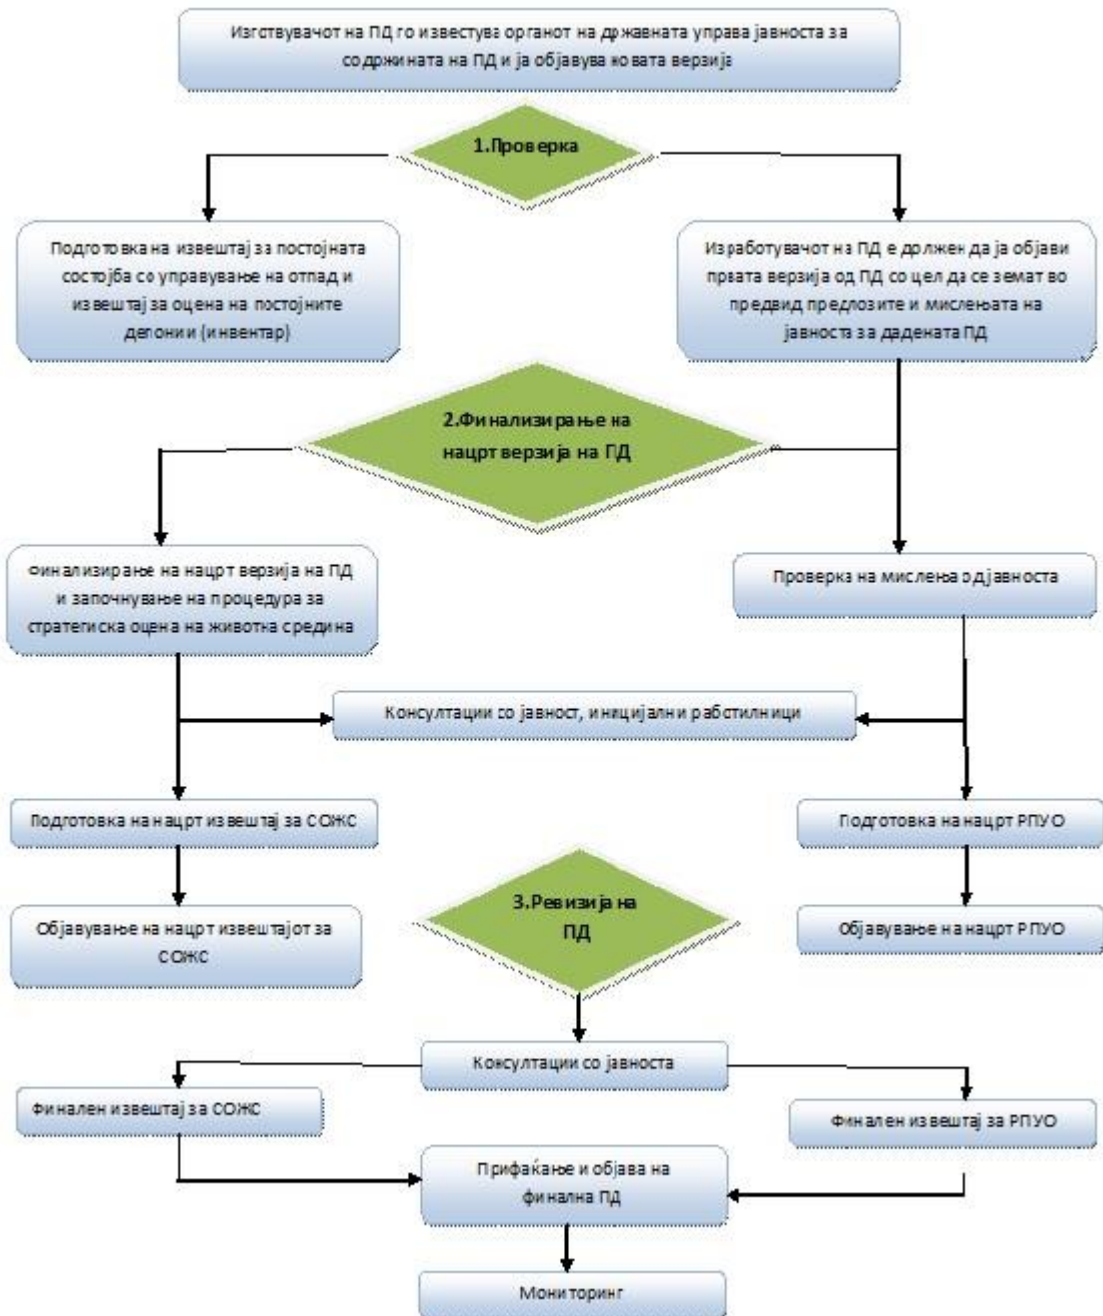 Изготвувачот на ПД го известува органот на државната управа јавноста за
содржината на ПД и ја објавува новата верзија
1.Проверка
Подготовка на извештај за постојната
состојба со управување на отпад и
извештај за оцена на постојните
депонии (инвентар)
Изработувачот на ПД е должен да ја објави
првата верзија од ПД со цел да се земат во
предвид предлозите и мислењата на
јавноста за дадената ПД
2.Финализирање на
нацрт верзија на ПД
Финализирање на нацрт верзија на ПД
и започнување на процедура за
стратегиска оцена на животна средина
Проверка на мислења од јавноста
Консултации со јавност, иницијални рабстилници
Подготовка на нацрт извештај за СОЖС
Подготовка на нацрт РПУО
3.Ревизија на
ПД
Објавување на нацрт извештајот за
СОЖС
Објавување на нацрт РПУО
Консултации со јавноста
Финален извештај за СОЖС
Финален извештај за РПУО
Прифаќање и објава на
финална ПД
Мониторинг